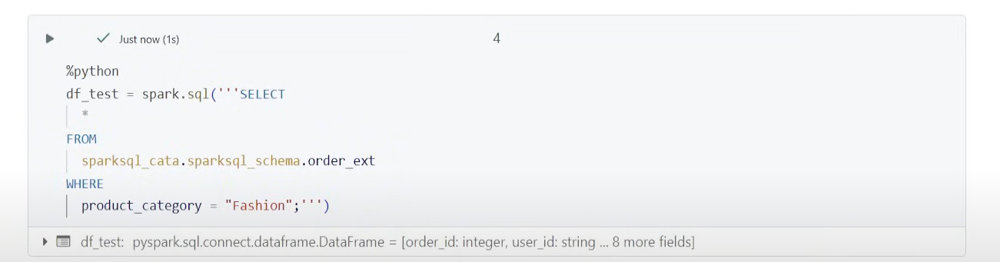 Just now (1s)
4
%python
df_test = spark.sql('''SELECT
*
FROM
sparksql_cata.sparksql_schema.order_ext
WHERE
product_category = "Fashion";''')
df_test: pyspark.sql.connect.dataframe.DataFrame = [order_id: integer, user_id: string ... 8 more fields]